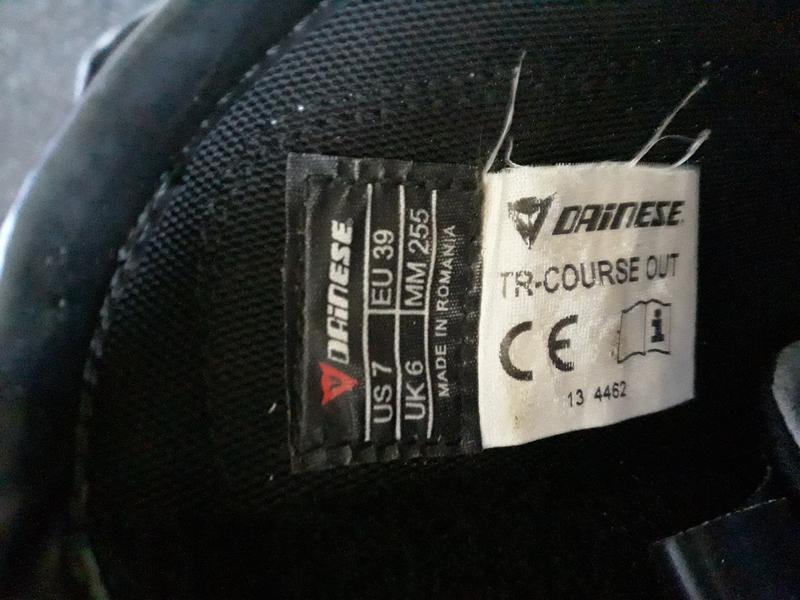 DAINESE
US 7 EU 39
UK 6 MM 255
MADE IN ROMANIA
DAINESE
TR-COURSE OUT
CE
i
13 4462